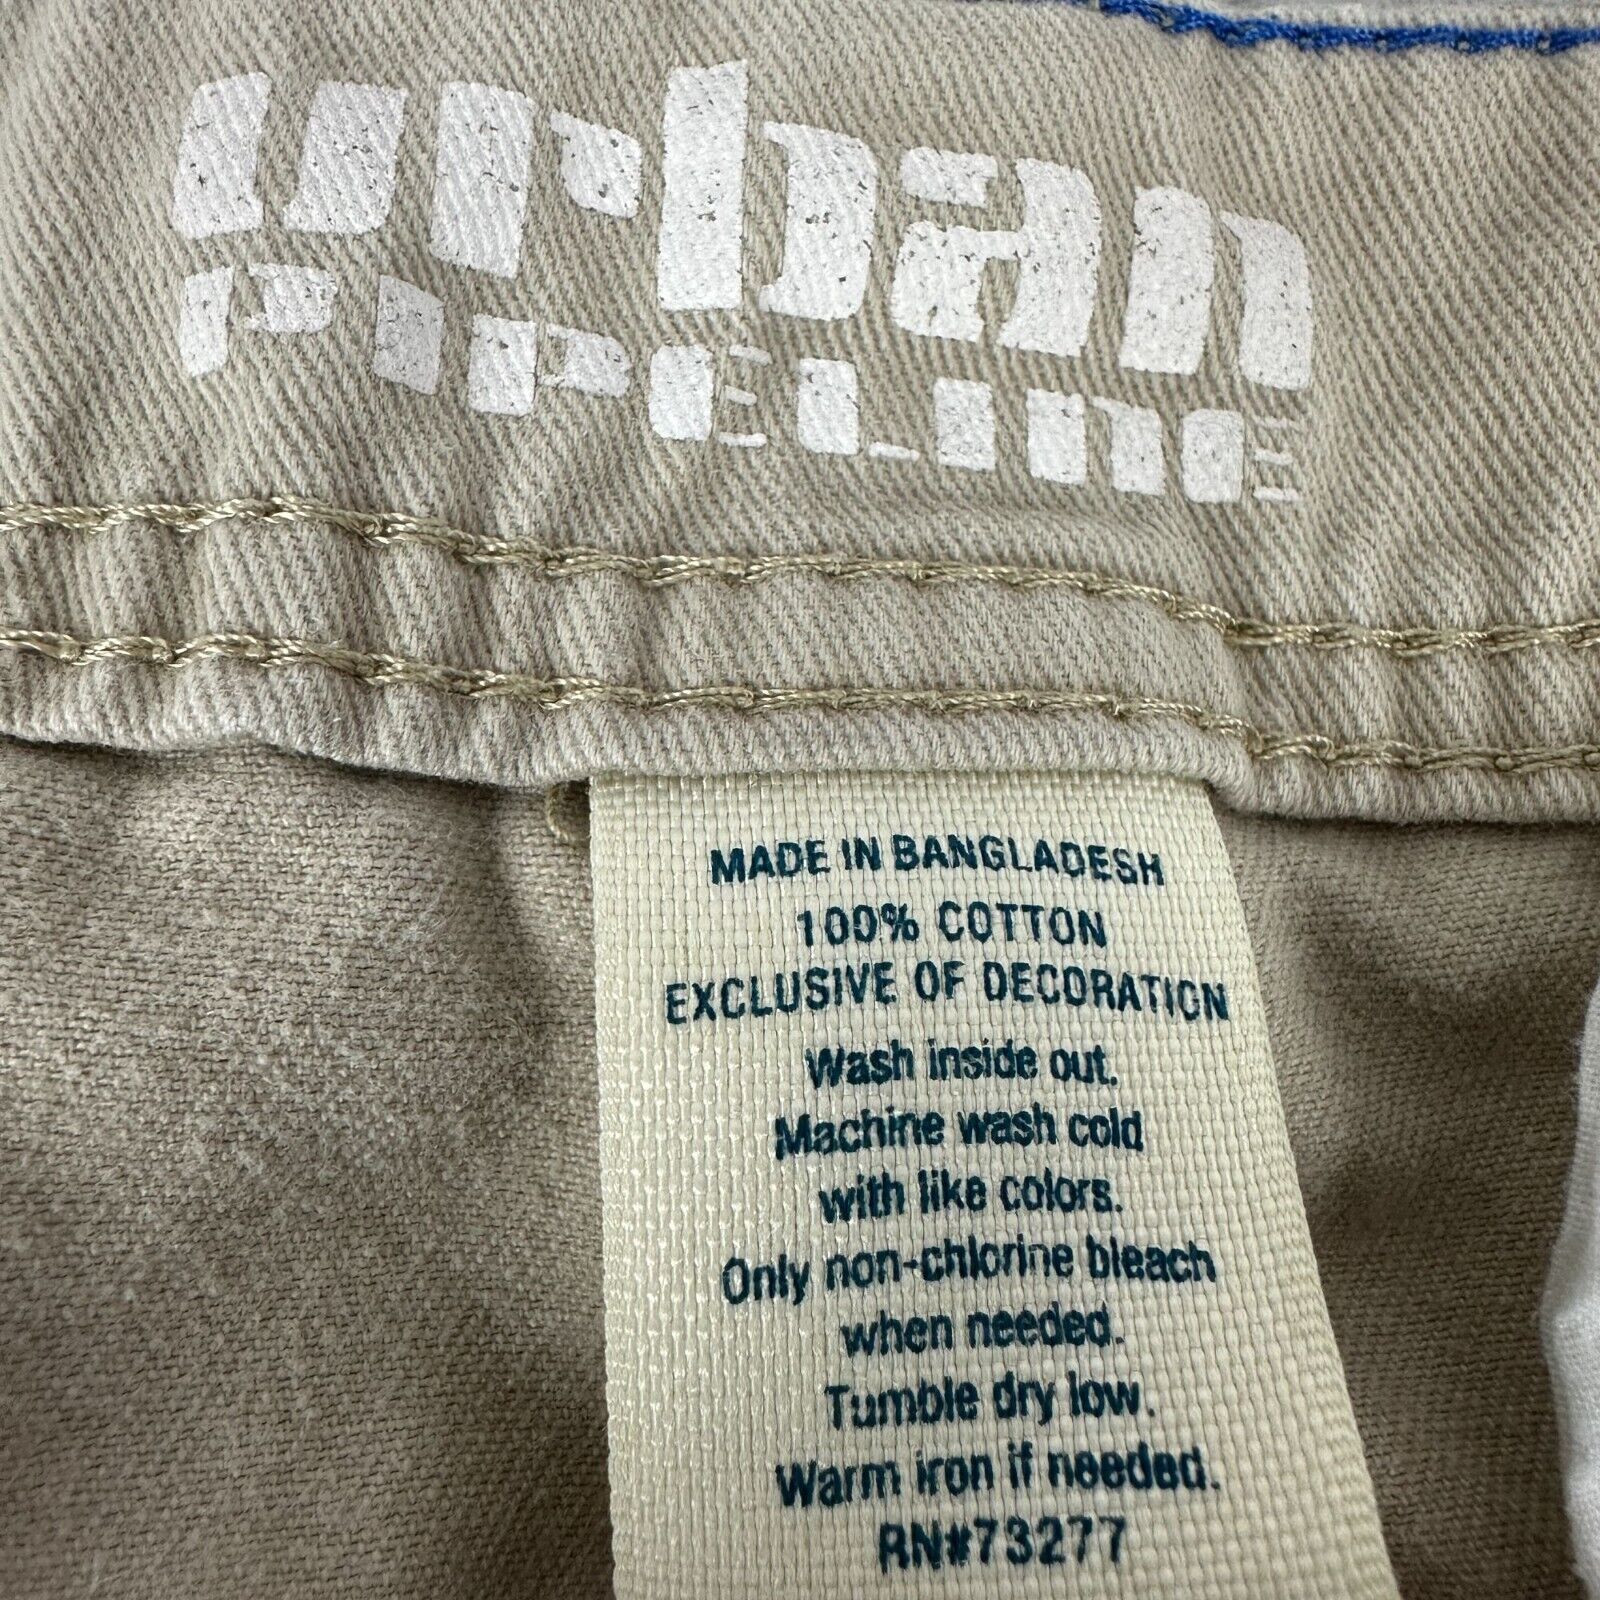 urban
PIPELINE
MADE IN BANGLADESH
100% COTTON
EXCLUSIVE OF DECORATION
Wash inside out.
Machine wash cold
with like colors.
Only non-chlorine bleach
when needed.
Tumble dry low.
Warm iron if needed.
RN#73277